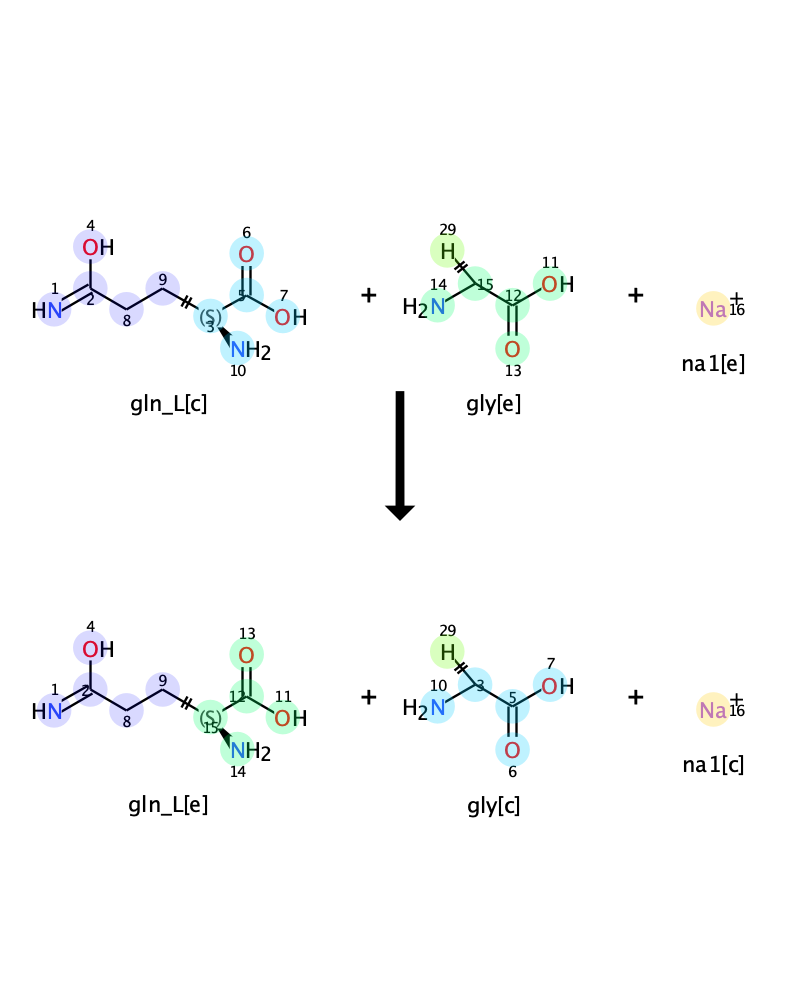 4
OH
6
O
29
H
1
HN
2
9
8
(S)
3
5
7
OH
NH2
10
+
14
H2N
15
12
11
OH
O
13
+
Na+
16
gln_L[c]
gly[e]
na1[e]
4
OH
13
O
29
H
1
HN
2
9
8
(S)
15
12
11
OH
NH2
14
+
10
H2N
3
5
7
OH
O
6
+
Na+
16
gln_L[e]
gly[c]
na1[c]